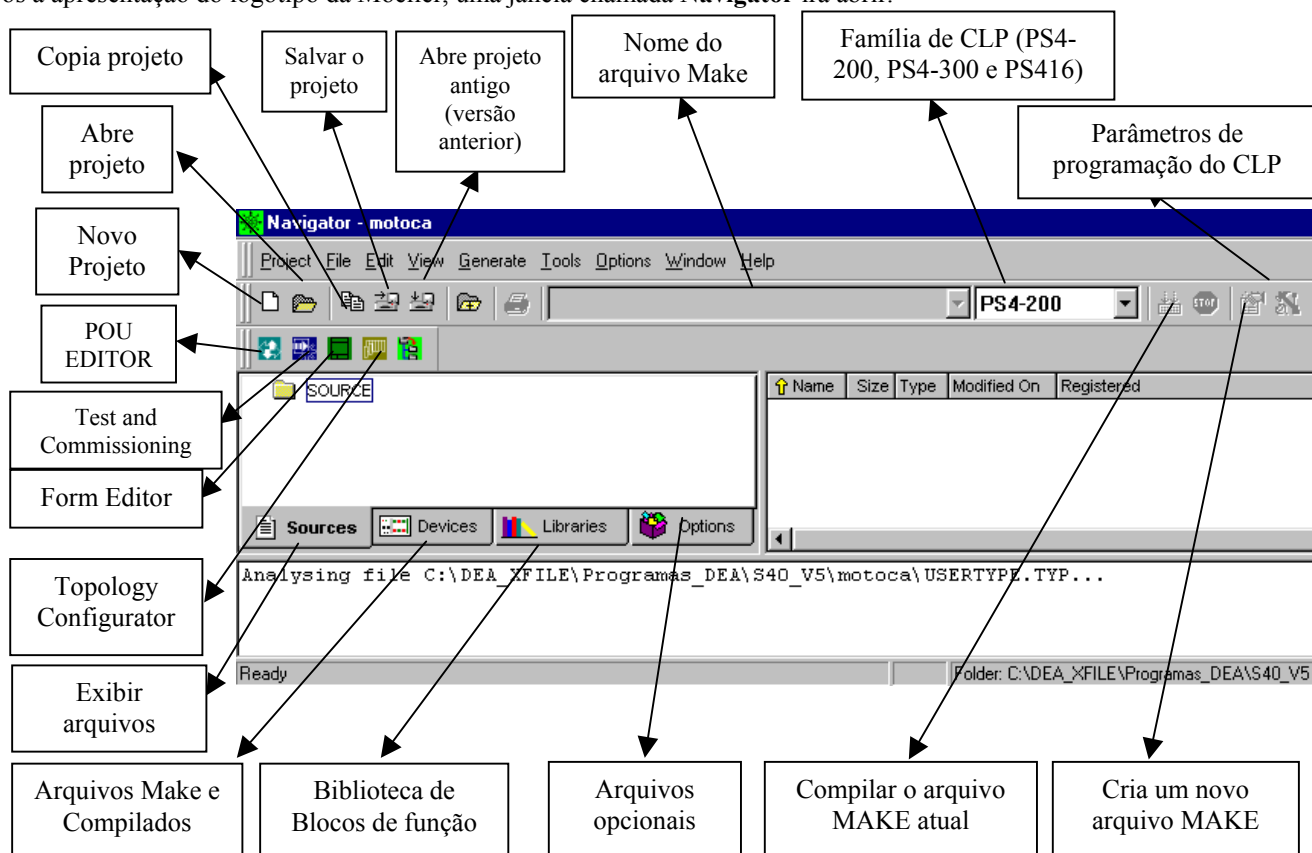 os a apresentação do logotipo da Moeller, uma janela chamada Navigator irá abrir:
Copia projeto
Salvar o
projeto
Abre projeto
antigo
(versão
anterior)
Nome do
arquivo Make
Família de CLP (PS4-
200, PS4-300 e PS416)
Abre
projeto
Parâmetros de
programação do CLP
Novo
Projeto
Navigator - motoca
Project File Edit View Generate Tools Options Window Help
PS4-200
STOP
POU
EDITOR
SOURCE
Name Size Type Modified On Registered
Test and
Commissioning
Form Editor
Sources Devices Libraries Options
Topology
Configurator
Analysing file C:\DEA_XFILE\Programas_DEA\S40_V5\motoca\USERTYPE.TYP...
Ready
Folder: C:\DEA_XFILE\Programas_DEA\S40_V5
Exibir
arquivos
Arquivos Make e
Compilados
Biblioteca de
Blocos de função
Arquivos
opcionais
Compilar o arquivo
MAKE atual
Cria um novo
arquivo MAKE